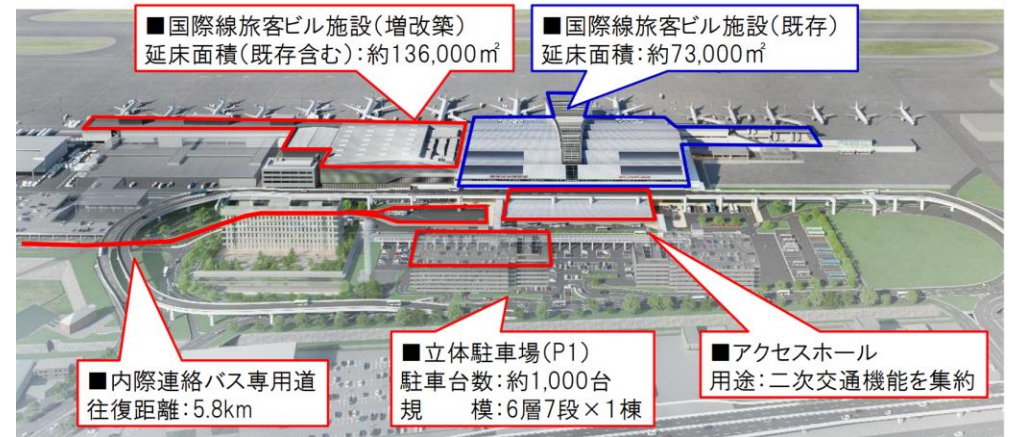 ■国際線旅客ビル施設(増改築)
延床面積(既存含む):約136,000㎡
■国際線旅客ビル施設(既存)
延床面積:約73,000㎡
■内際連絡バス専用道
往復距離:5.8km
■立体駐車場(P1)
駐車台数:約1,000台
規　　模:6層7段×1棟
■アクセスホール
用途:二次交通機能を集約